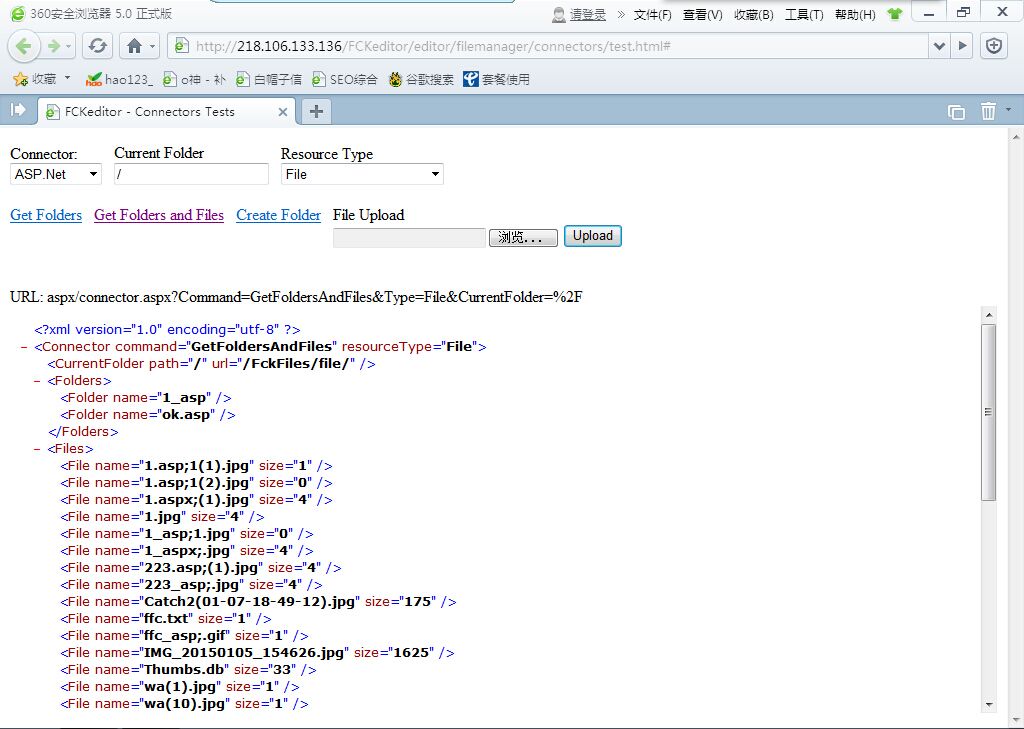 360安全浏览器 5.0 正式版
请登录 » 文件(F) 查看(V) 收藏(B) 工具(T) 帮助(H)
http://218.106.133.136/FCKeditor/editor/filemanager/connectors/test.html#
收藏 hao123_ o神 - 补 白帽子信 SEO综合 谷歌搜索 套餐使用
FCKeditor - Connectors Tests
Connector: Current Folder Resource Type
ASP.Net / File
Get Folders Get Folders and Files Create Folder File Upload
浏览... Upload
URL: aspx/connector.aspx?Command=GetFoldersAndFiles&Type=File&CurrentFolder=%2F
<?xml version="1.0" encoding="utf-8" ?>
- <Connector command="GetFoldersAndFiles" resourceType="File">
<CurrentFolder path="/" url="/FckFiles/file/" />
- <Folders>
<Folder name="1_asp" />
<Folder name="ok.asp" />
</Folders>
- <Files>
<File name="1.asp;1(1).jpg" size="1" />
<File name="1.asp;1(2).jpg" size="0" />
<File name="1.aspx;(1).jpg" size="4" />
<File name="1.jpg" size="4" />
<File name="1_asp;1.jpg" size="0" />
<File name="1_aspx;.jpg" size="4" />
<File name="223.asp;(1).jpg" size="4" />
<File name="223_asp;.jpg" size="4" />
<File name="Catch2(01-07-18-49-12).jpg" size="175" />
<File name="ffc.txt" size="1" />
<File name="ffc_asp;.gif" size="1" />
<File name="IMG_20150105_154626.jpg" size="1625" />
<File name="Thumbs.db" size="33" />
<File name="wa(1).jpg" size="1" />
<File name="wa(10).jpg" size="1" />